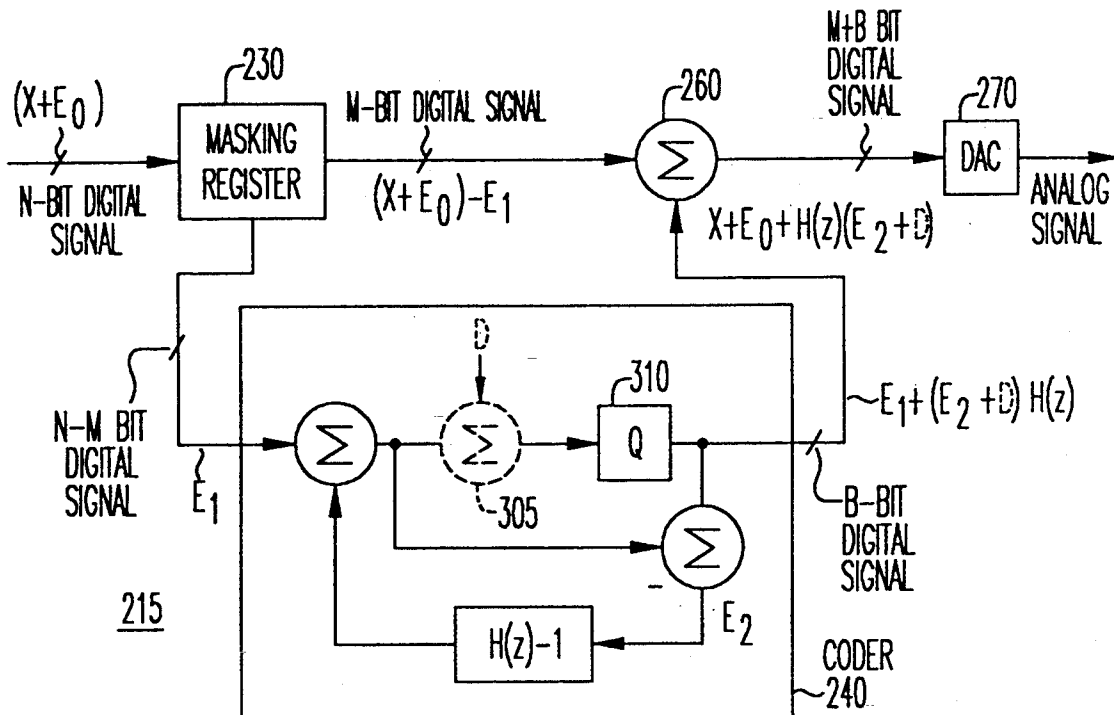 (X+E₀)
N-BIT DIGITAL
SIGNAL
230
MASKING
REGISTER
M-BIT DIGITAL SIGNAL
(X+E₀)-E₁
260
Σ
X+E₀+H(z)(E₂+D)
M+B BIT
DIGITAL
SIGNAL
270
DAC
ANALOG
SIGNAL
N-M BIT
DIGITAL
SIGNAL
E₁
Σ
D
Σ
305
310
Q
E₁+(E₂+D)H(z)
B-BIT
DIGITAL
SIGNAL
Σ
-
E₂
H(z)-1
215
CODER
240